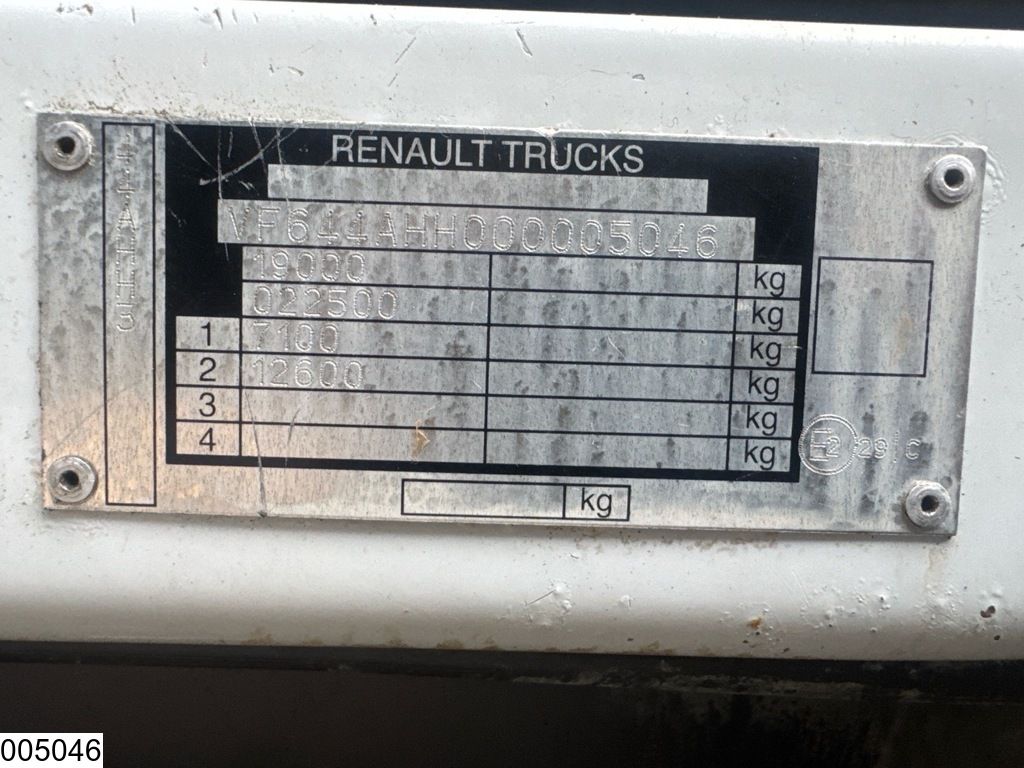 RENAULT TRUCKS
VF644AHH000005046
19000 kg
022500 kg
1 7100 kg
2 12600 kg
3 kg
4 kg
kg
E2 29 C
005046